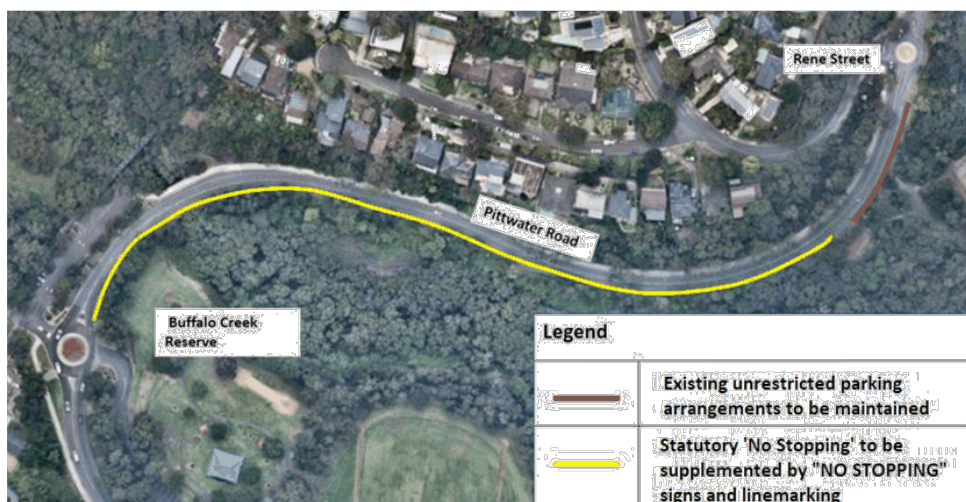 Rene Street
Pittwater Road
Buffalo Creek
Reserve
Legend
Existing unrestricted parking
arrangements to be maintained
Statutory 'No Stopping' to be
supplemented by "NO STOPPING"
signs and linemarking